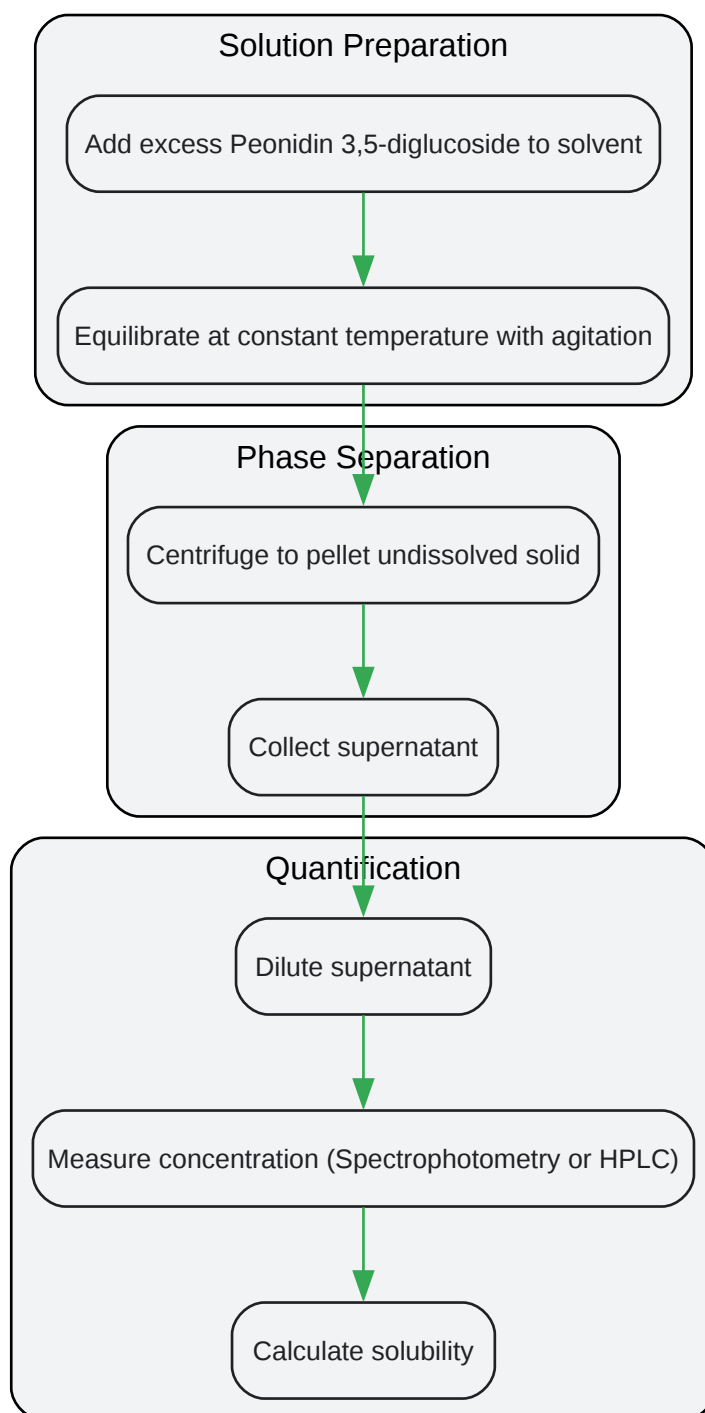 Solution Preparation
Add excess Peonidin 3,5-diglucoside to solvent
Equilibrate at constant temperature with agitation
Phase Separation
Centrifuge to pellet undissolved solid
Collect supernatant
Quantification
Dilute supernatant
Measure concentration (Spectrophotometry or HPLC)
Calculate solubility